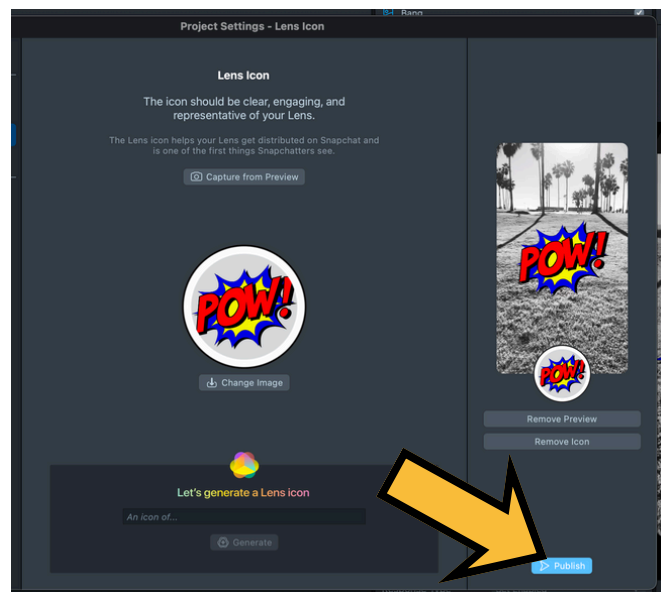 Bang
Project Settings - Lens Icon
Lens Icon
The icon should be clear, engaging, and
representative of your Lens.
The Lens icon helps your Lens get distributed on Snapchat and
is one of the first things Snapchatters see.
Capture from Preview
POW!
Change Image
Let's generate a Lens icon
An icon of...
Generate
POW!
POW!
Remove Preview
Remove Icon
Publish